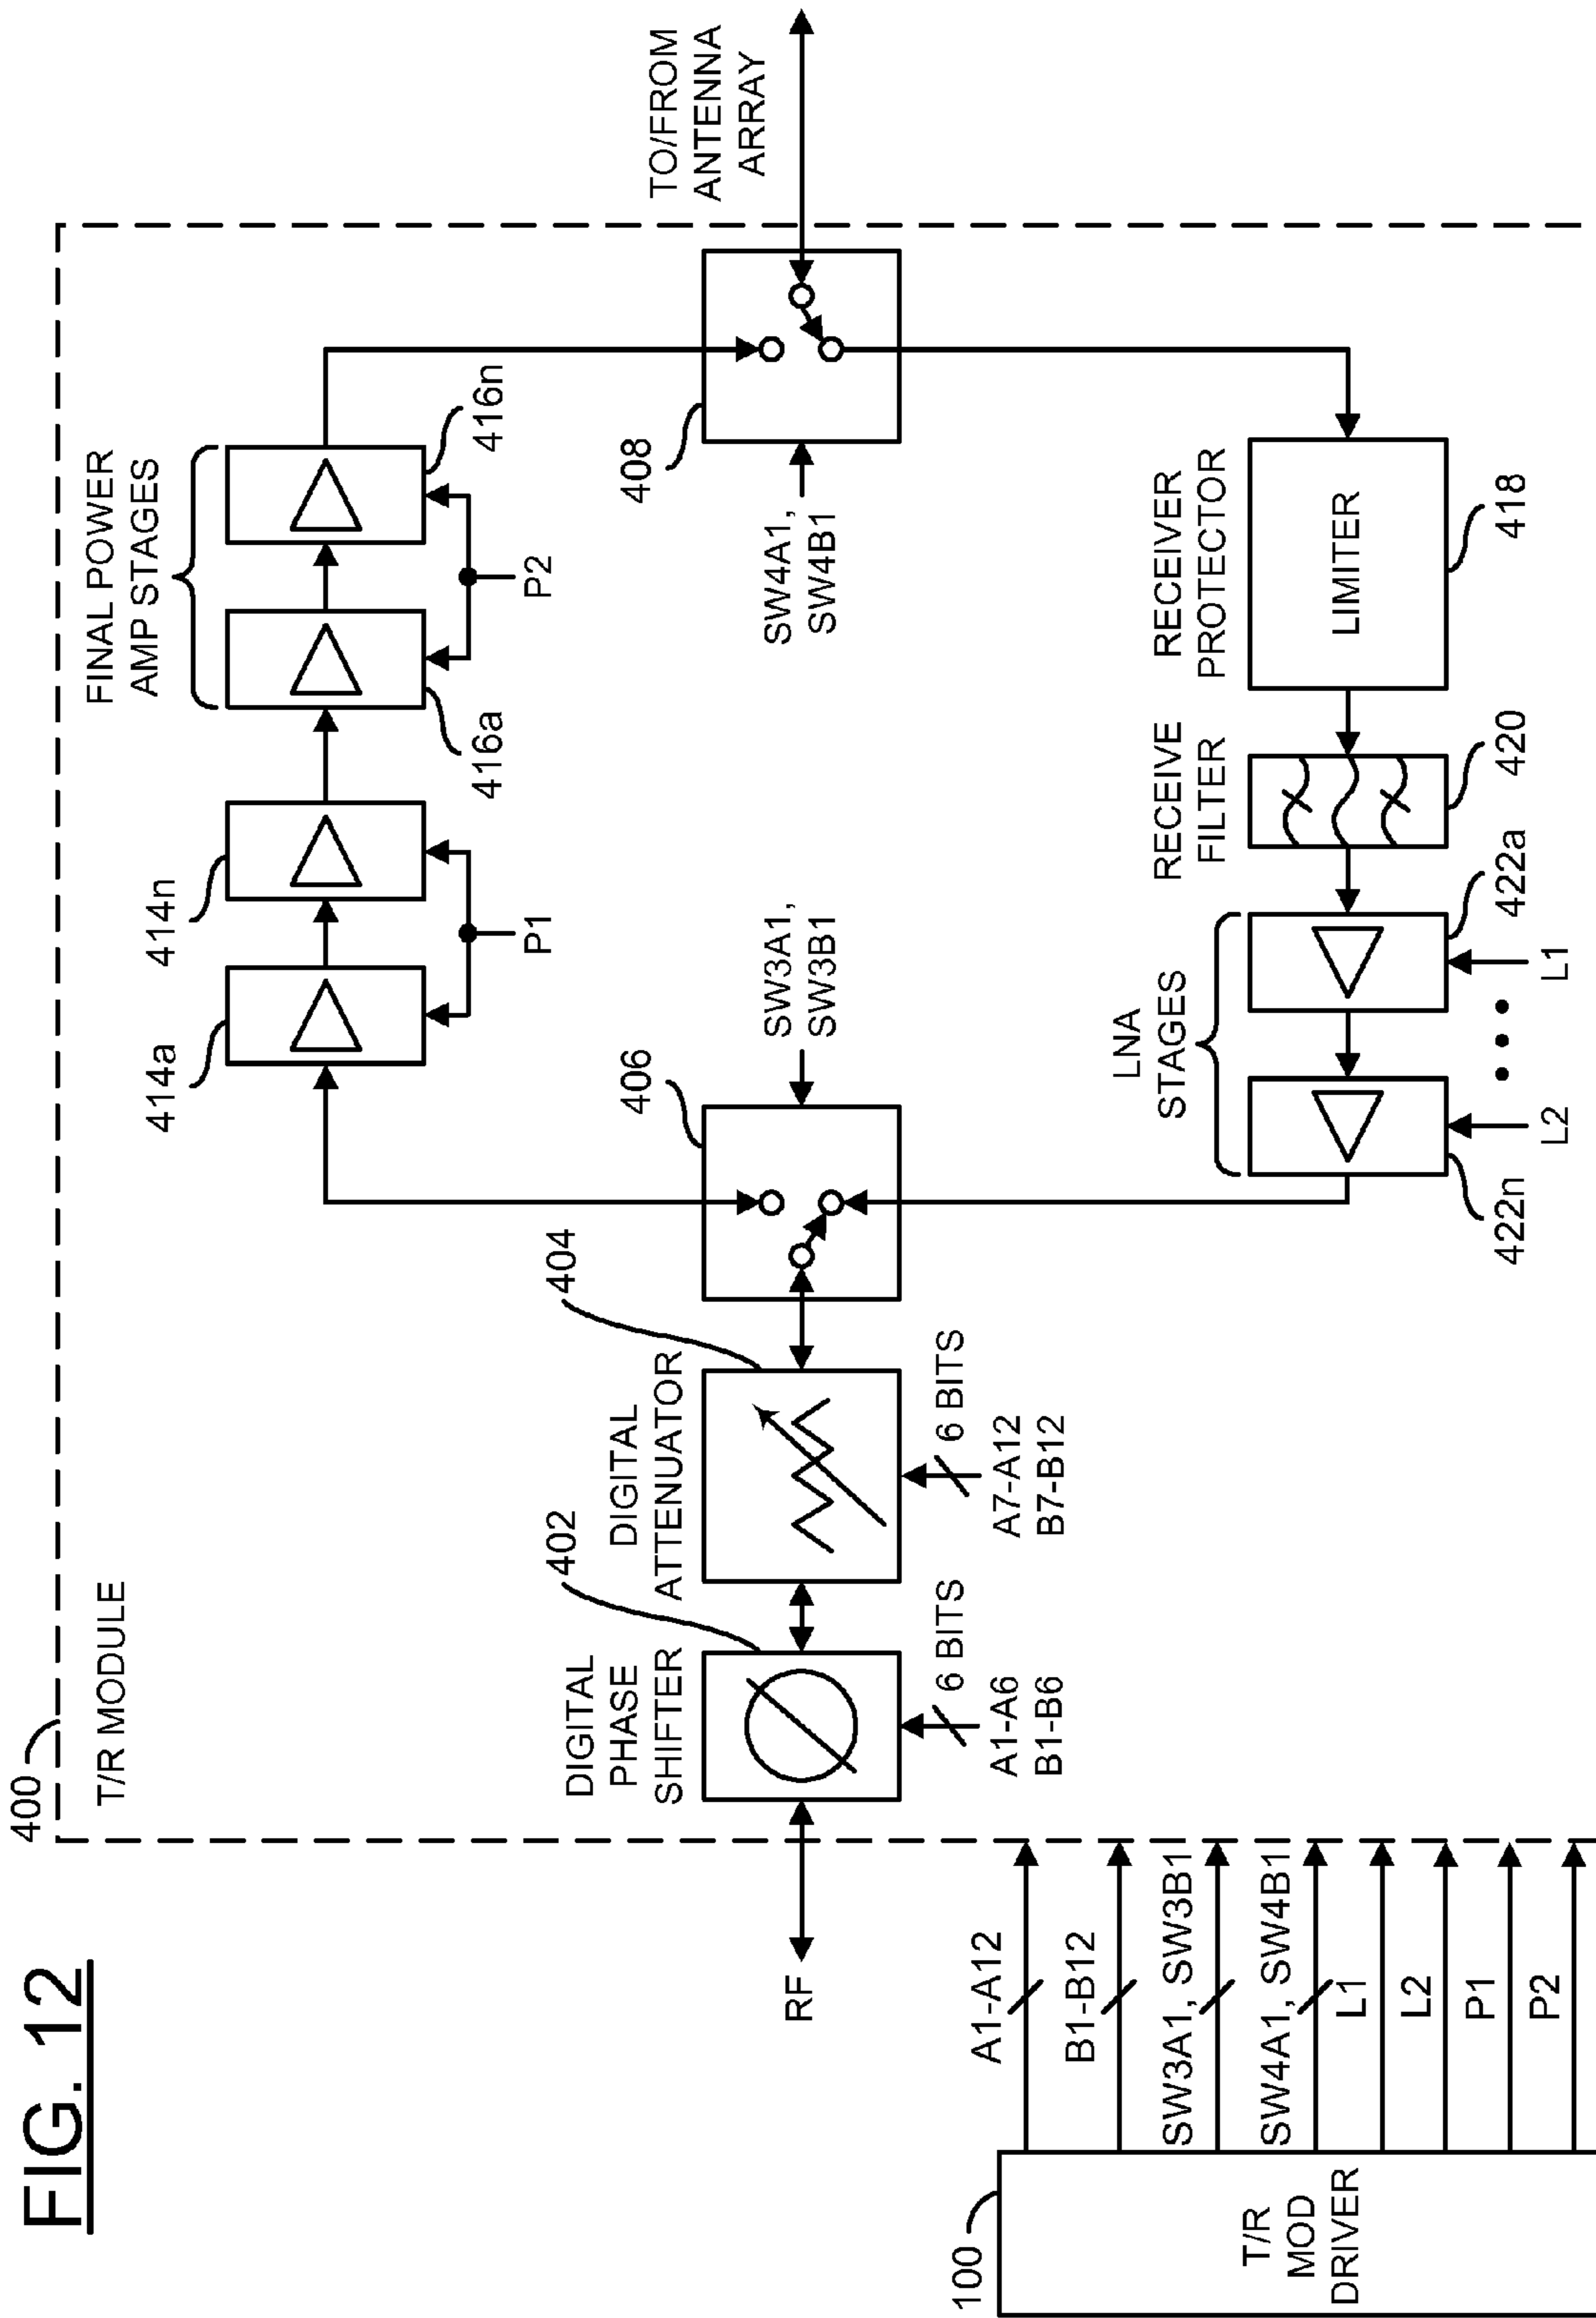 FIG. 12
400
T/R MODULE
TO/FROM
ANTENNA
ARRAY
FINAL POWER
AMP STAGES
414a
414n
416a
416n
P1
P2
402
404
406
408
DIGITAL
PHASE
SHIFTER
DIGITAL
ATTENUATOR
RF
6 BITS
A1-A6
B1-B6
6 BITS
A7-A12
B7-B12
SW3A1,
SW3B1
SW4A1,
SW4B1
LNA
STAGES
RECEIVE
FILTER
RECEIVER
PROTECTOR
LIMITER
422n
422a
420
418
L2
L1
100
T/R
MOD
DRIVER
A1-A12
B1-B12
SW3A1, SW3B1
SW4A1, SW4B1
L1
L2
P1
P2